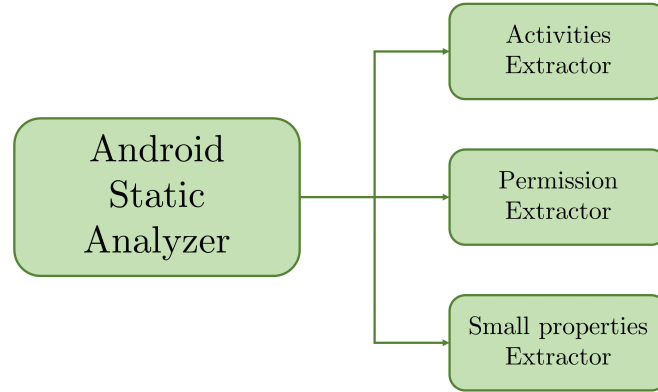 Android
Static
Analyzer
Activities
Extractor
Permission
Extractor
Small properties
Extractor